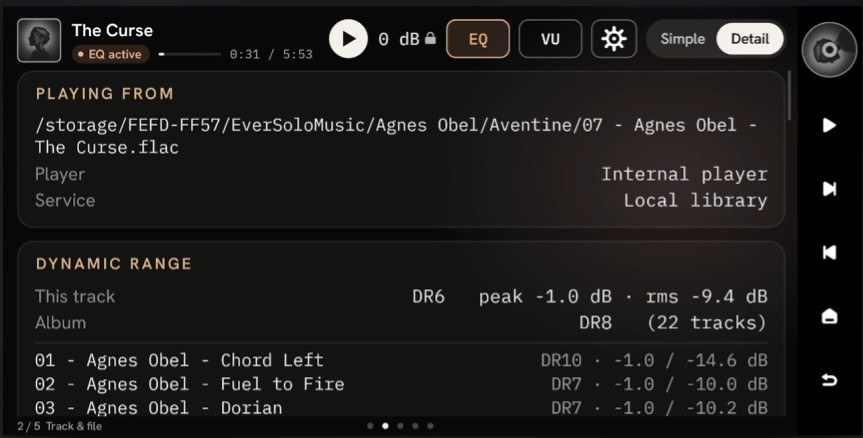 The Curse
EQ active
0:31 / 5:53
0 dB
EQ
VU
Simple
Detail
PLAYING FROM
/storage/FEFD-FF57/EverSoloMusic/Agnes Obel/Aventine/07 - Agnes Obel -
The Curse.flac
Player Internal player
Service Local library
DYNAMIC RANGE
This track DR6 peak -1.0 dB · rms -9.4 dB
Album DR8 (22 tracks)
01 - Agnes Obel - Chord Left DR10 · -1.0 / -14.6 dB
02 - Agnes Obel - Fuel to Fire DR7 · -1.0 / -10.0 dB
03 - Agnes Obel - Dorian DR7 · -1.0 / -10.2 dB
2 / 5 Track & file